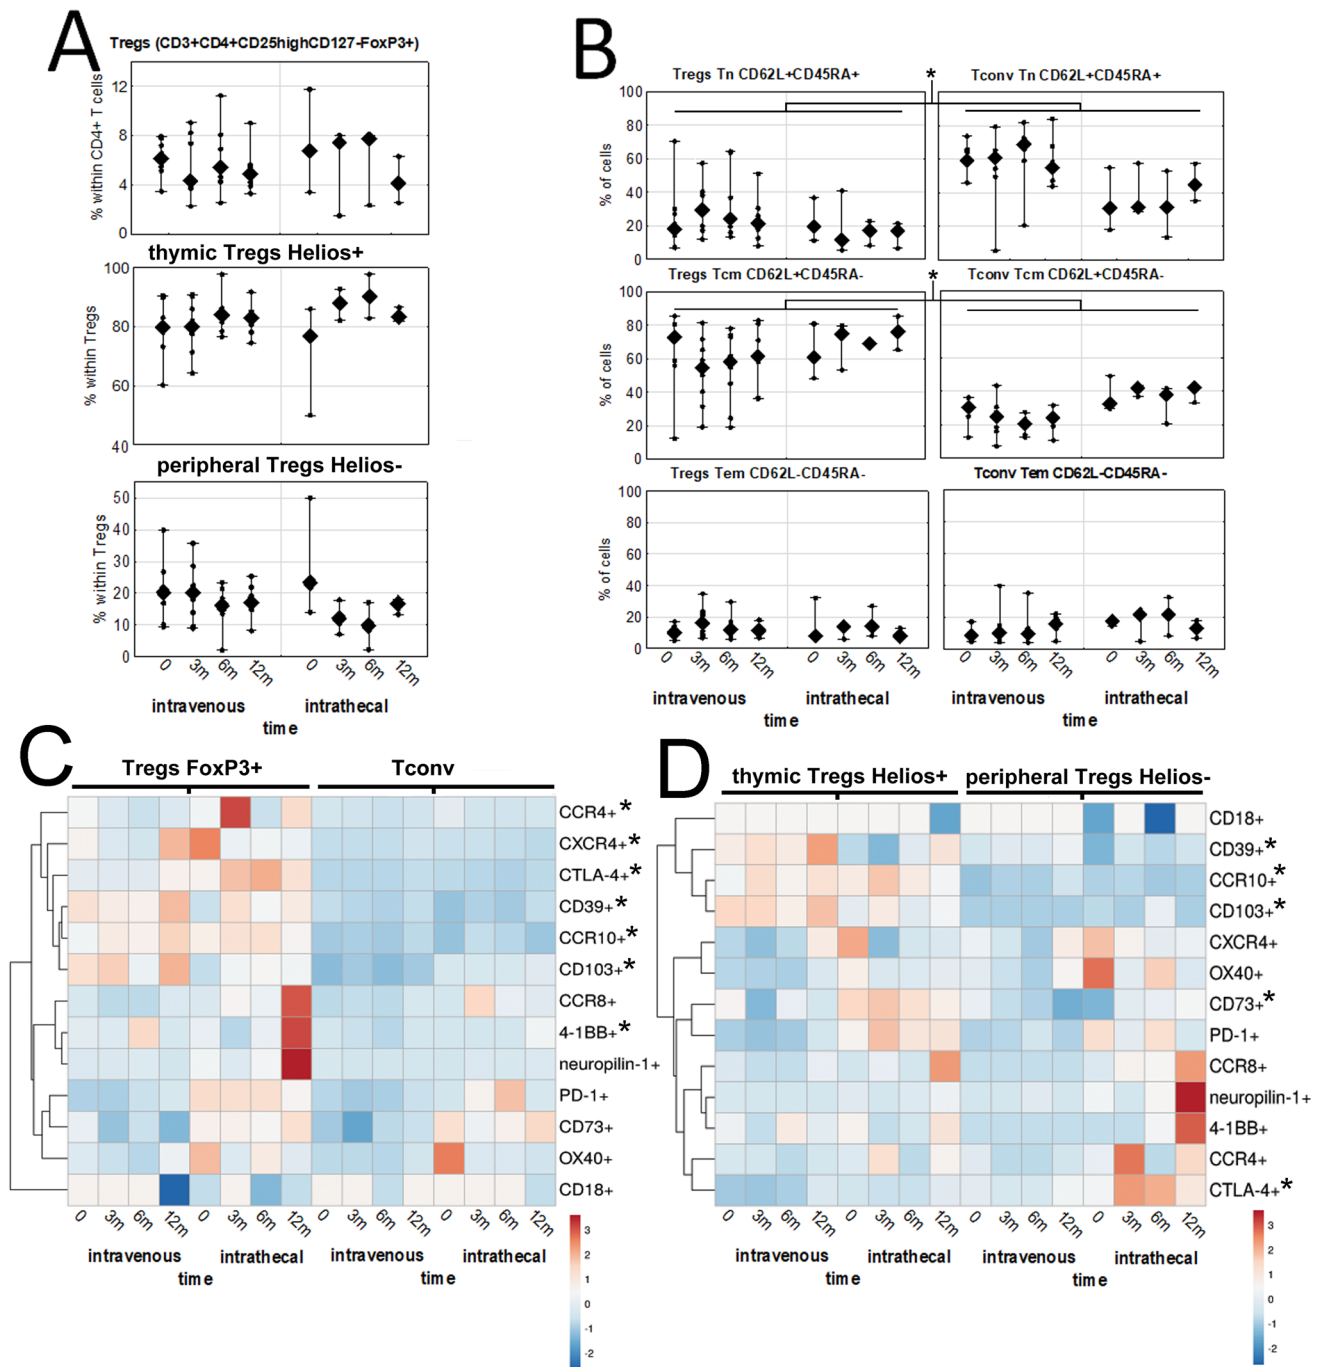 A
Tregs (CD3+CD4+CD25highCD127-FoxP3+)
% within CD4+ T cells
12
8
4
0
thymic Tregs Helios+
% within Tregs
100
80
60
40
peripheral Tregs Helios-
% within Tregs
50
40
30
20
10
0
0 3m 6m 12m 0 3m 6m 12m
intravenous intrathecal
time
B
Tregs Tn CD62L+CD45RA+ * Tconv Tn CD62L+CD45RA+
% of cells
100
80
60
40
20
0
Tregs Tcm CD62L+CD45RA- * Tconv Tcm CD62L+CD45RA-
% of cells
100
80
60
40
20
0
Tregs Tem CD62L-CD45RA- Tconv Tem CD62L-CD45RA-
% of cells
100
80
60
40
20
0
0 3m 6m 12m 0 3m 6m 12m 0 3m 6m 12m 0 3m 6m 12m
intravenous intrathecal intravenous intrathecal
time time
C
Tregs FoxP3+ Tconv
CCR4+*
CXCR4+*
CTLA-4+*
CD39+*
CCR10+*
CD103+*
CCR8+
4-1BB+*
neuropilin-1+
PD-1+
CD73+
OX40+
CD18+
0 3m 6m 12m 0 3m 6m 12m 0 3m 6m 12m 0 3m 6m 12m
intravenous intrathecal intravenous intrathecal
time time
3
2
1
0
-1
-2
D
thymic Tregs Helios+ peripheral Tregs Helios-
CD18+
CD39+*
CCR10+*
CD103+*
CXCR4+
OX40+
CD73+*
PD-1+
CCR8+
neuropilin-1+
4-1BB+
CCR4+
CTLA-4+*
0 3m 6m 12m 0 3m 6m 12m 0 3m 6m 12m 0 3m 6m 12m
intravenous intrathecal intravenous intrathecal
time time
3
2
1
0
-1
-2